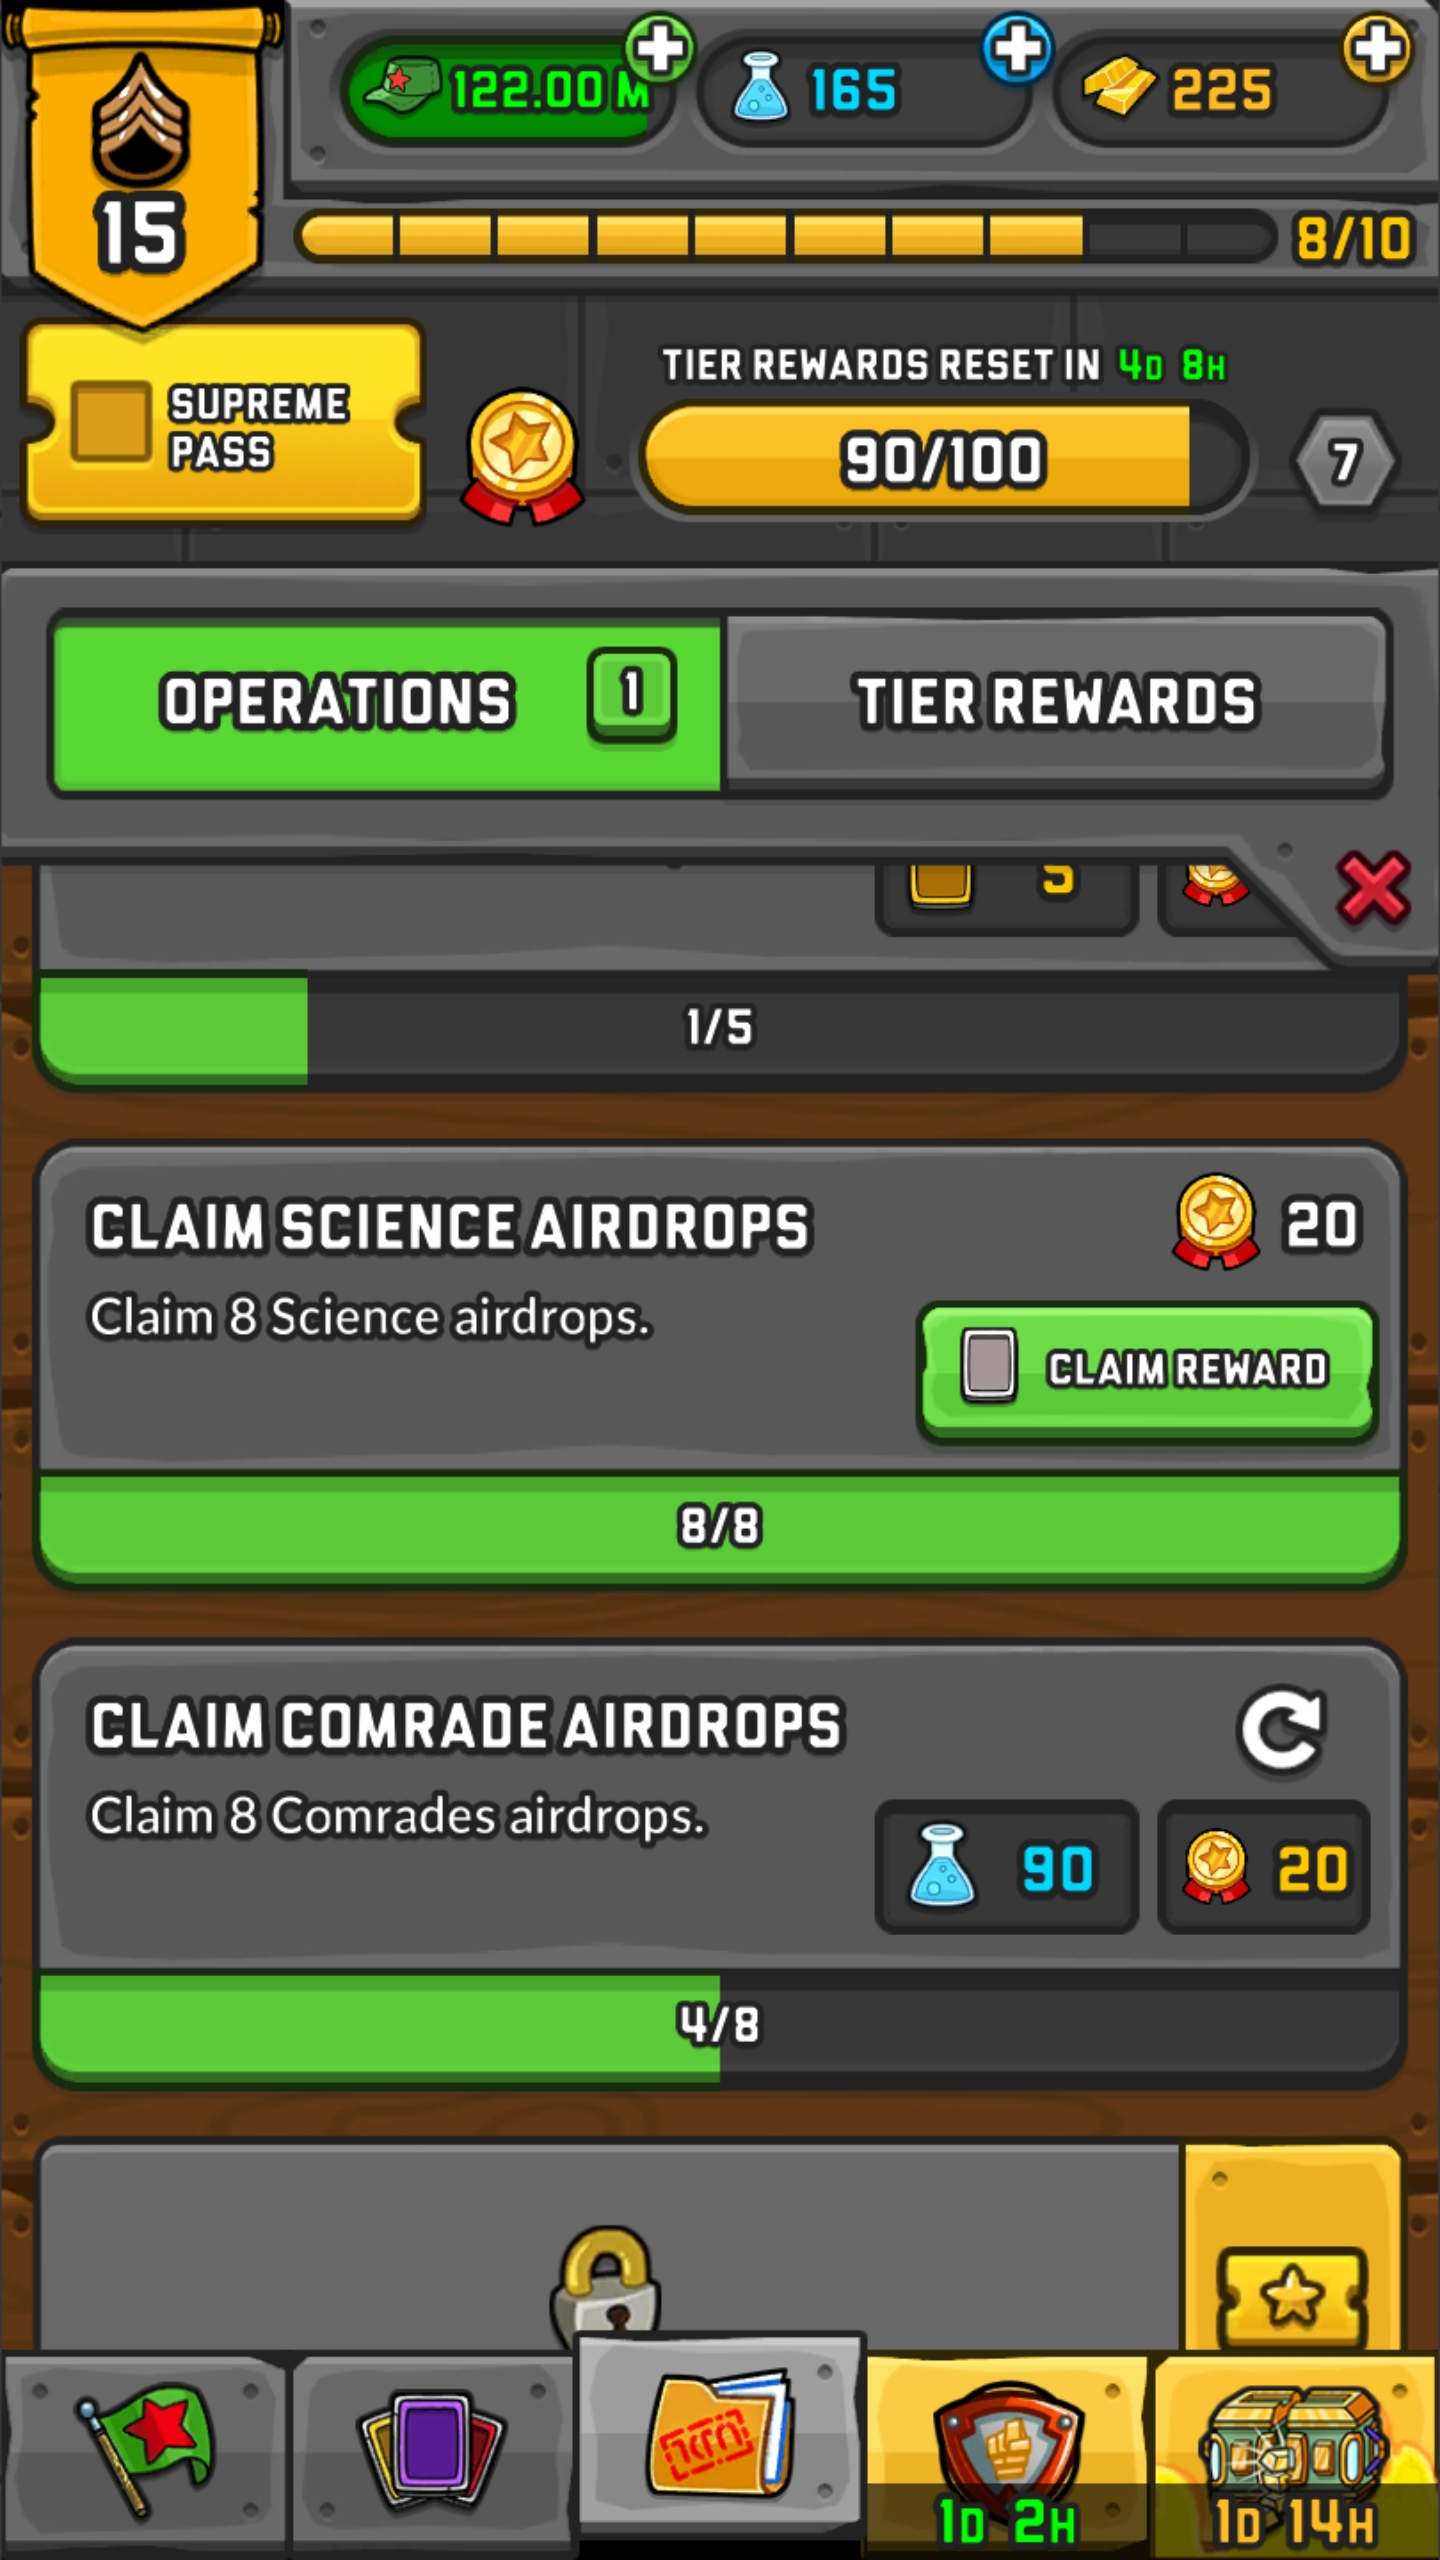 122.00 M
165
225
15
8/10
SUPREME
PASS
TIER REWARDS RESET IN 4D 8H
90/100
7
OPERATIONS 1
TIER REWARDS
5
1/5
CLAIM SCIENCE AIRDROPS
20
Claim 8 Science airdrops.
CLAIM REWARD
8/8
CLAIM COMRADE AIRDROPS
Claim 8 Comrades airdrops.
90
20
4/8
1D 2H
1D 14H